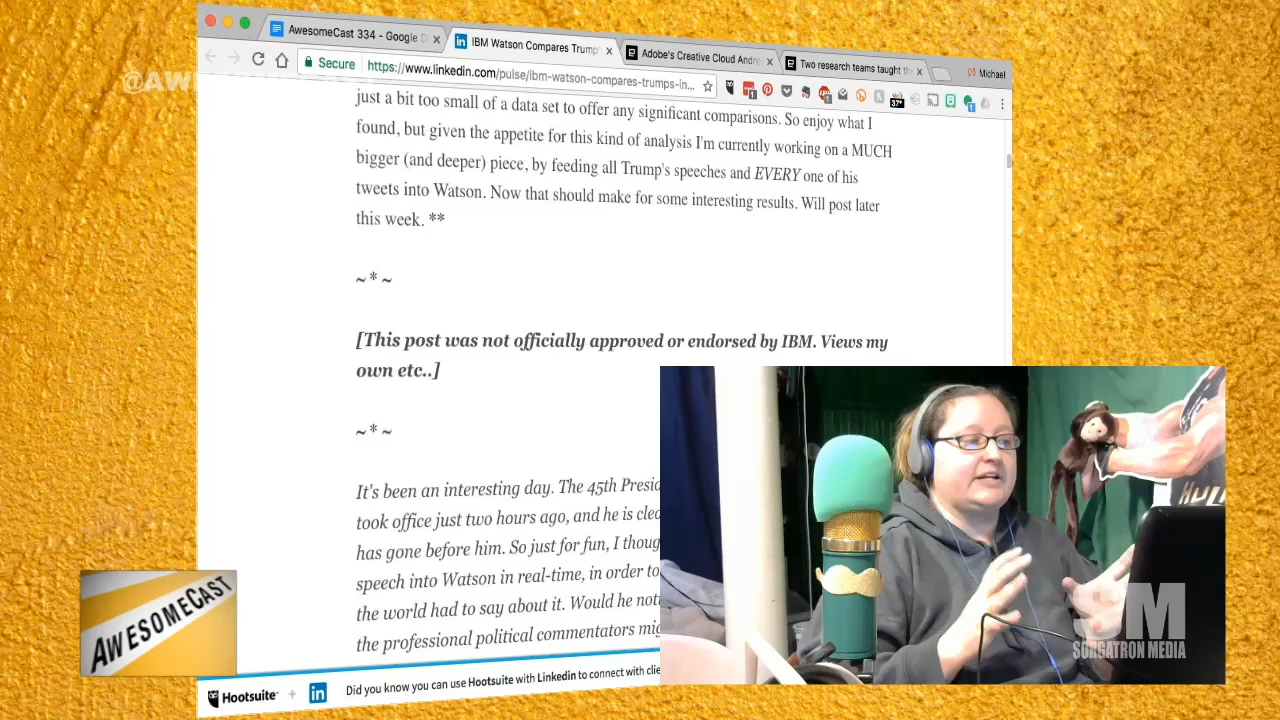 AwesomeCast 334 - Google D
IBM Watson Compares Trump'
Adobe's Creative Cloud Andro
Two research teams taught th
Michael
Secure
https://www.linkedin.com/pulse/ibm-watson-compares-trumps-in...
@AW
37°
just a bit too small of a data set to offer any significant comparisons. So enjoy what I
found, but given the appetite for this kind of analysis I'm currently working on a MUCH
bigger (and deeper) piece, by feeding all Trump's speeches and EVERY one of his
tweets into Watson. Now that should make for some interesting results. Will post later
this week. **
~ * ~
[This post was not officially approved or endorsed by IBM. Views my
own etc..]
~ * ~
It's been an interesting day. The 45th Presid
took office just two hours ago, and he is clea
has gone before him. So just for fun, I thoug
speech into Watson in real-time, in order to
the world had to say about it. Would he not
the professional political commentators mig
AWESOMECAST
SM
SORGATRON MEDIA
Hootsuite + in
Did you know you can use Hootsuite with Linkedin to connect with clie